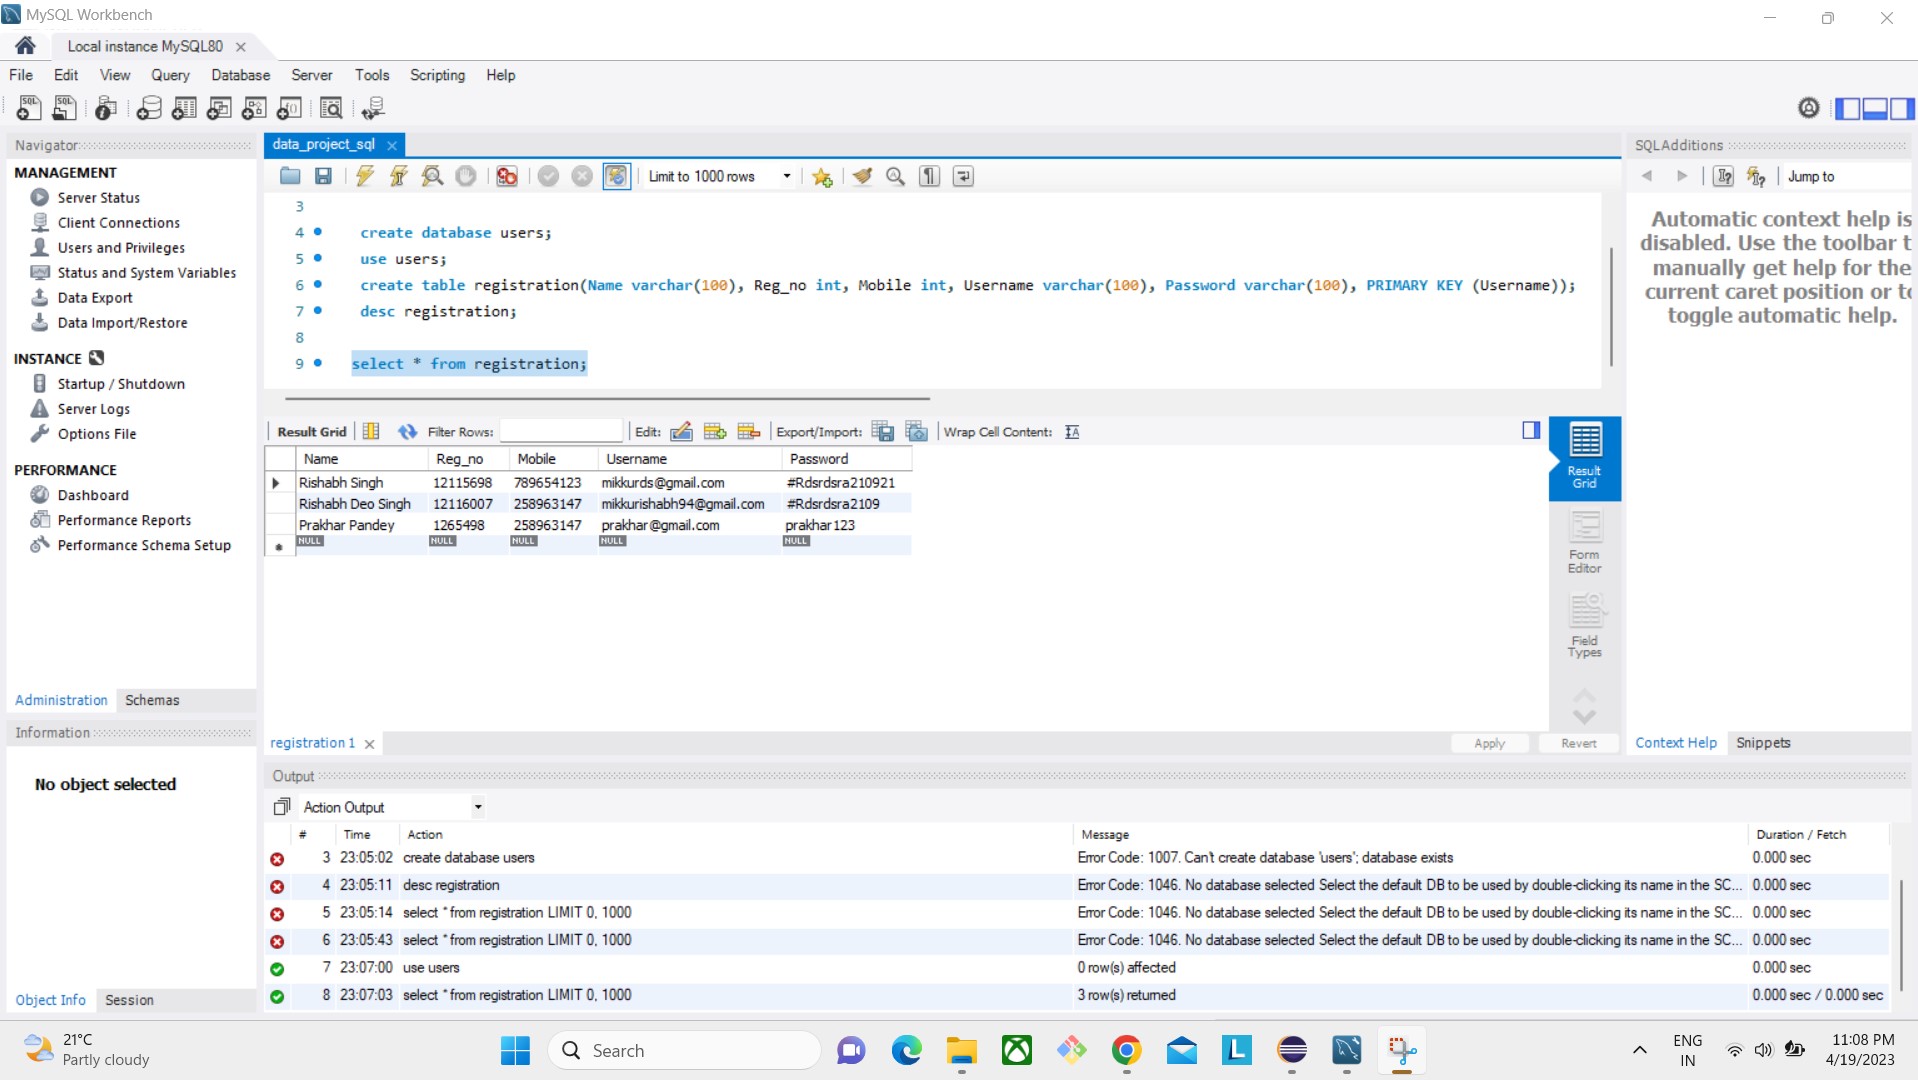 MySQL Workbench
Local instance MySQL80
File Edit View Query Database Server Tools Scripting Help
Navigator
MANAGEMENT
Server Status
Client Connections
Users and Privileges
Status and System Variables
Data Export
Data Import/Restore
INSTANCE
Startup / Shutdown
Server Logs
Options File
PERFORMANCE
Dashboard
Performance Reports
Performance Schema Setup
Administration Schemas
Information
No object selected
Object Info Session
data_project_sql
Limit to 1000 rows
3
4 create database users;
5 use users;
6 create table registration(Name varchar(100), Reg_no int, Mobile int, Username varchar(100), Password varchar(100), PRIMARY KEY (Username));
7 desc registration;
8
9 select * from registration;
Result Grid Filter Rows: Edit: Export/Import: Wrap Cell Content:
Name Reg_no Mobile Username Password
Rishabh Singh 12115698 789654123 mikkurds@gmail.com #Rdsrdsra210921
Rishabh Deo Singh 12116007 258963147 mikkurishabh94@gmail.com #Rdsrdsra2109
Prakhar Pandey 1265498 258963147 prakhar@gmail.com prakhar123
NULL NULL NULL NULL NULL
Result
Grid
Form
Editor
Field
Types
registration 1 Apply Revert
SQLAdditions
Jump to
Automatic context help is
disabled. Use the toolbar t
manually get help for the
current caret position or to
toggle automatic help.
Context Help Snippets
Output
Action Output
# Time Action Message Duration / Fetch
3 23:05:02 create database users Error Code: 1007. Can't create database 'users'; database exists 0.000 sec
4 23:05:11 desc registration Error Code: 1046. No database selected Select the default DB to be used by double-clicking its name in the SC... 0.000 sec
5 23:05:14 select * from registration LIMIT 0, 1000 Error Code: 1046. No database selected Select the default DB to be used by double-clicking its name in the SC... 0.000 sec
6 23:05:43 select * from registration LIMIT 0, 1000 Error Code: 1046. No database selected Select the default DB to be used by double-clicking its name in the SC... 0.000 sec
7 23:07:00 use users 0 row(s) affected 0.000 sec
8 23:07:03 select * from registration LIMIT 0, 1000 3 row(s) returned 0.000 sec / 0.000 sec
21°C
Partly cloudy
Search
L
ENG
IN
11:08 PM
4/19/2023